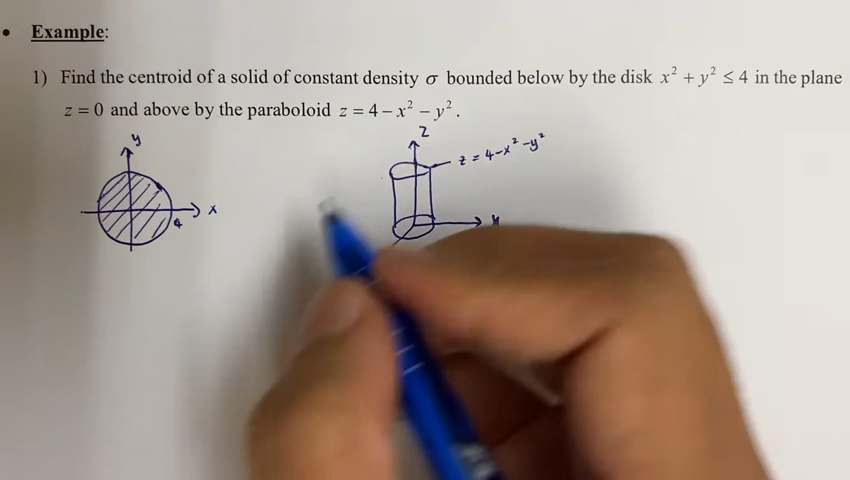 • Example:
1) Find the centroid of a solid of constant density σ bounded below by the disk x² + y² ≤ 4 in the plane
z = 0 and above by the paraboloid z = 4 − x² − y².
y
z
z = 4-x²-y²
x
4